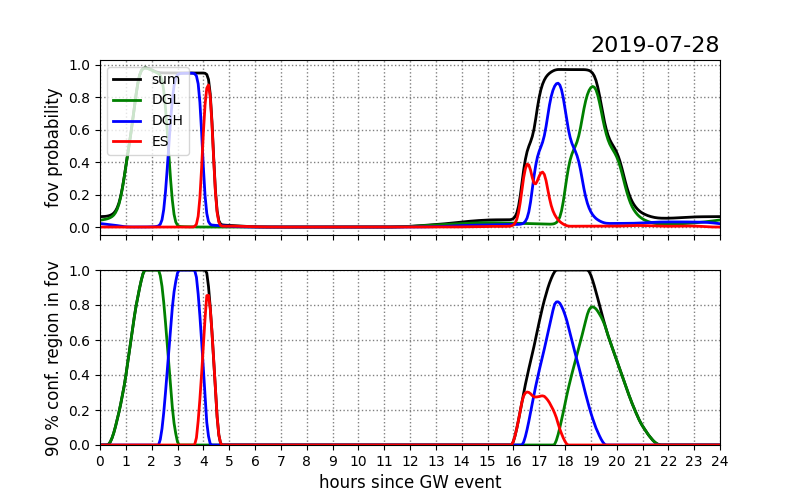 2019-07-28
fov probability
1.0
0.8
0.6
0.4
0.2
0.0
sum
DGL
DGH
ES
90 % conf. region in fov
1.0
0.8
0.6
0.4
0.2
0.0
0 1 2 3 4 5 6 7 8 9 10 11 12 13 14 15 16 17 18 19 20 21 22 23 24
hours since GW event